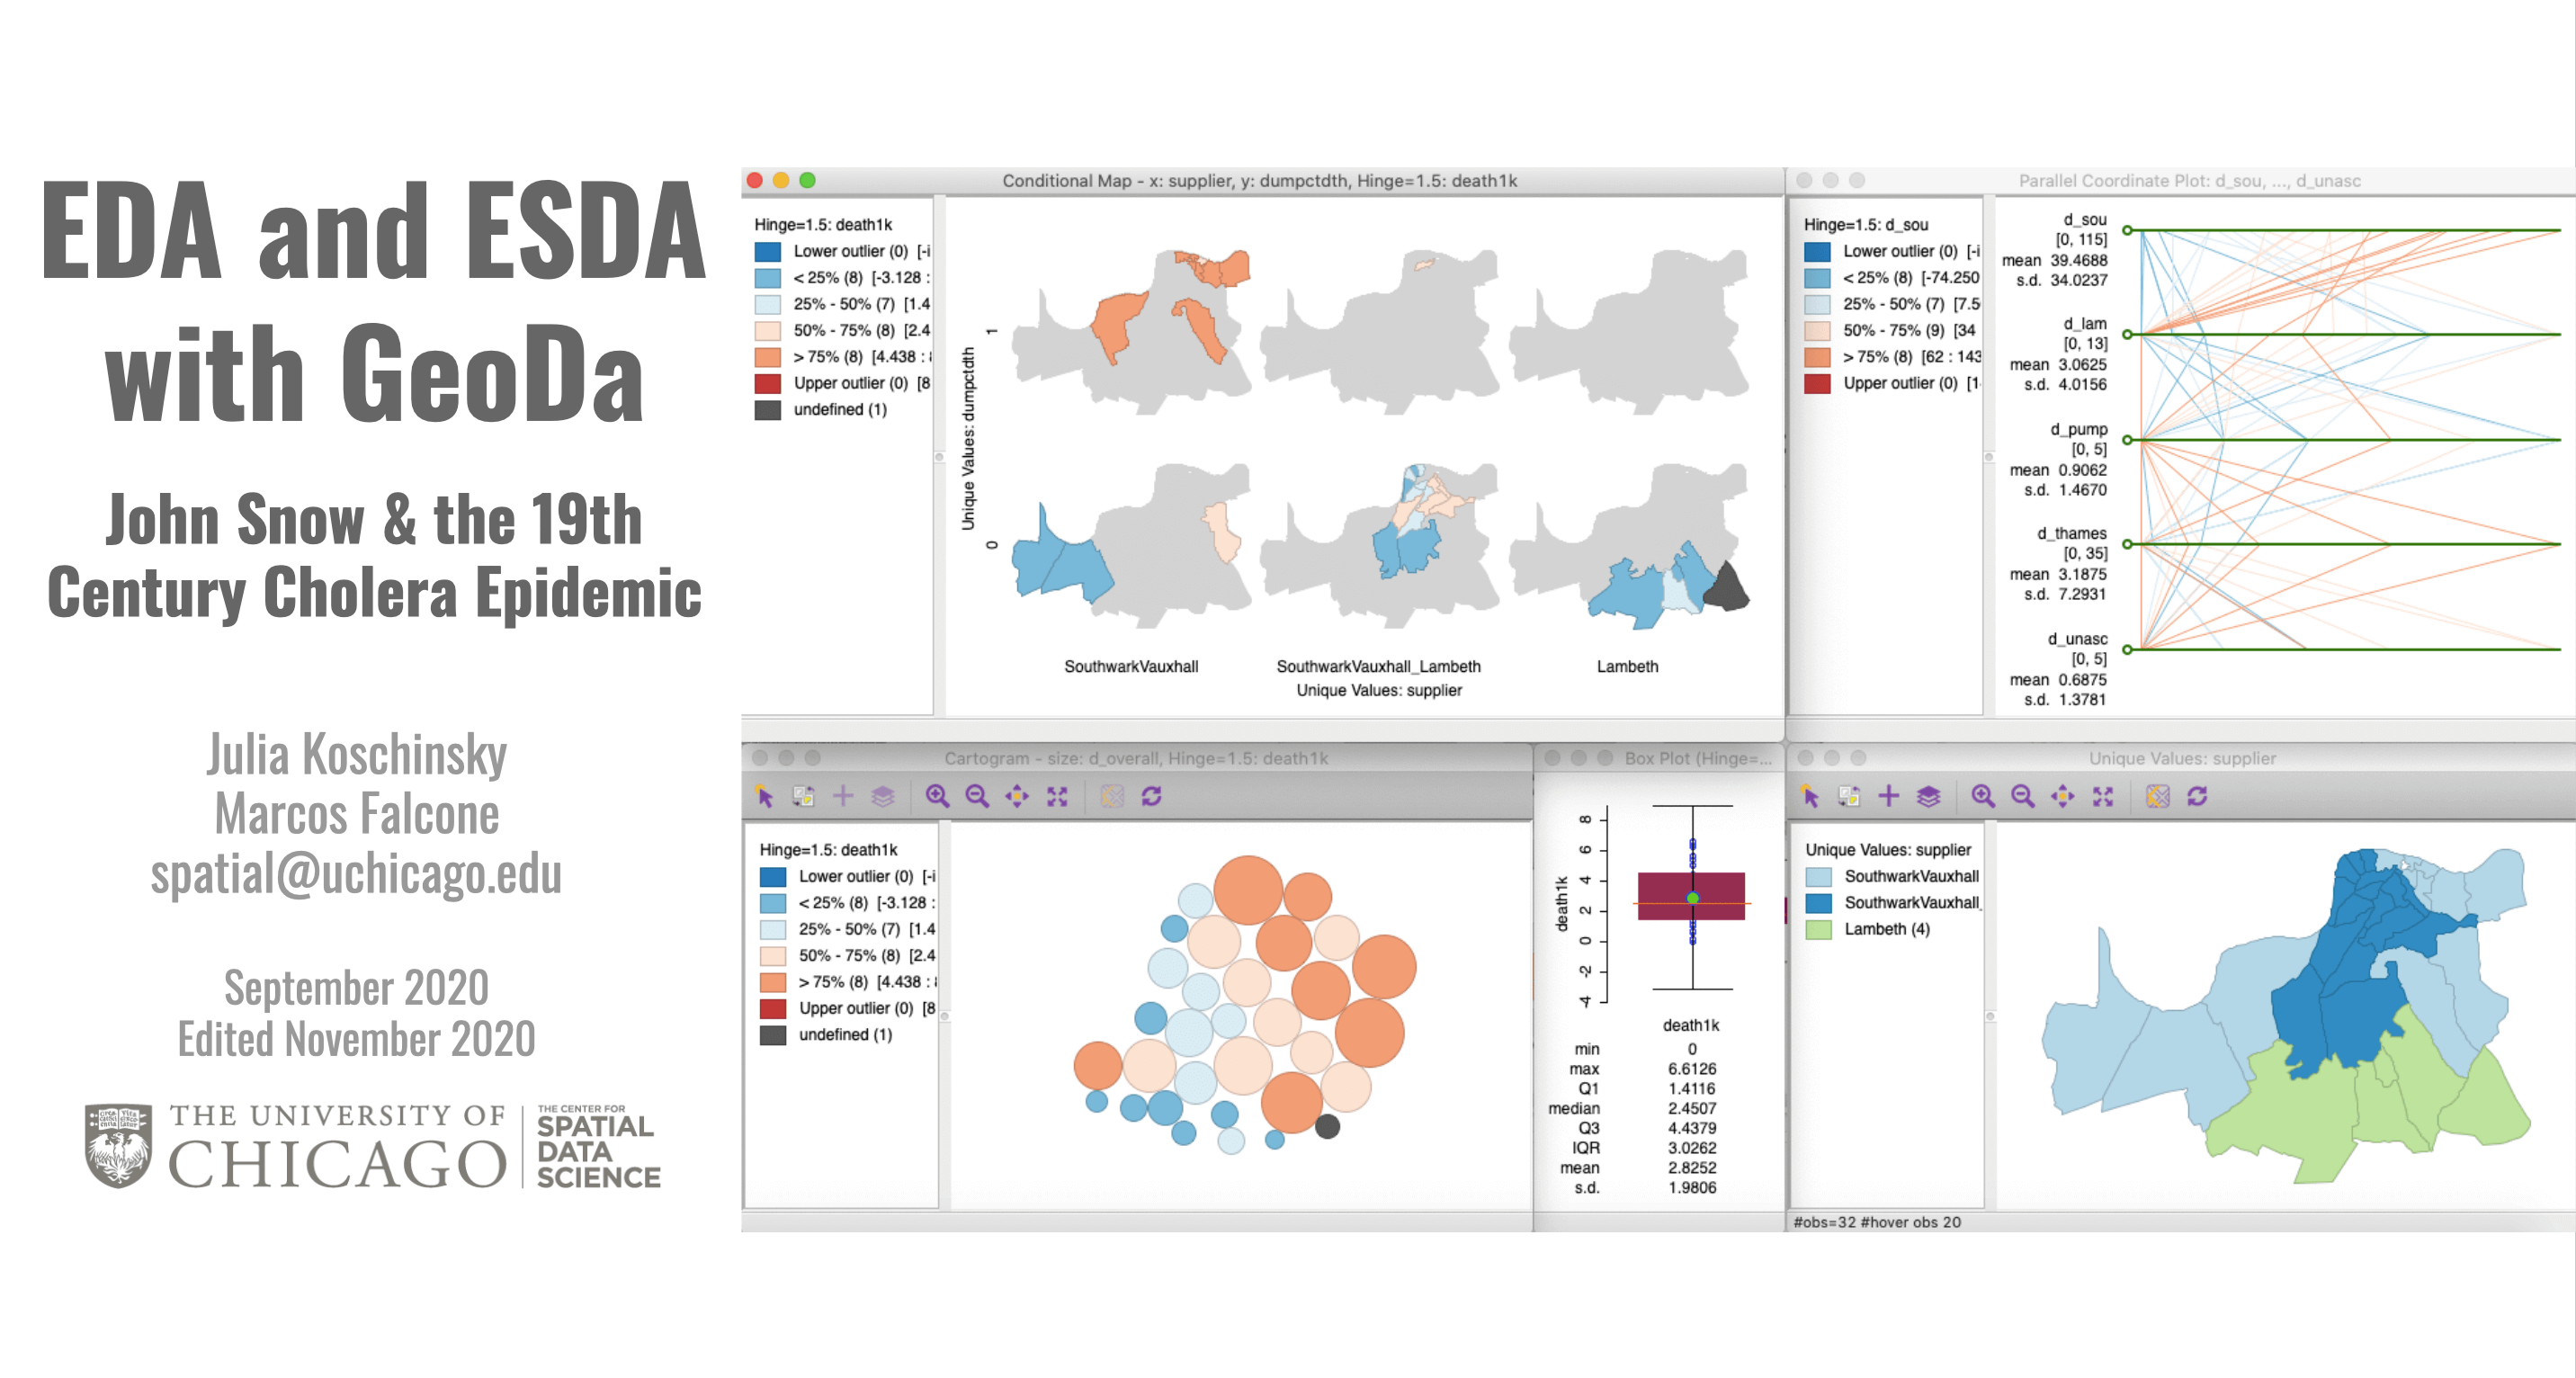 EDA and ESDA
with GeoDa
John Snow & the 19th
Century Cholera Epidemic
Julia Koschinsky
Marcos Falcone
spatial@uchicago.edu
September 2020
Edited November 2020
THE UNIVERSITY OF
CHICAGO
THE CENTER FOR
SPATIAL
DATA
SCIENCE
Conditional Map - x: supplier, y: dumpctdth, Hinge=1.5: death1k
Hinge=1.5: death1k
Lower outlier (0) [-i
< 25% (8) [-3.128 :
25% - 50% (7) [1.4
50% - 75% (8) [2.4
> 75% (8) [4.438 :
Upper outlier (0) [8
undefined (1)
Unique Values: dumpctdth
1
0
SouthwarkVauxhall
SouthwarkVauxhall_Lambeth
Lambeth
Unique Values: supplier
Parallel Coordinate Plot: d_sou, ..., d_unasc
Hinge=1.5: d_sou
Lower outlier (0) [-i
< 25% (8) [-74.250
25% - 50% (7) [7.5
50% - 75% (9) [34
> 75% (8) [62 : 143
Upper outlier (0) [1
d_sou
[0, 115]
mean 39.4688
s.d. 34.0237
d_lam
[0, 13]
mean 3.0625
s.d. 4.0156
d_pump
[0, 5]
mean 0.9062
s.d. 1.4670
d_thames
[0, 35]
mean 3.1875
s.d. 7.2931
d_unasc
[0, 5]
mean 0.6875
s.d. 1.3781
Cartogram - size: d_overall, Hinge=1.5: death1k
Hinge=1.5: death1k
Lower outlier (0) [-i
< 25% (8) [-3.128 :
25% - 50% (7) [1.4
50% - 75% (8) [2.4
> 75% (8) [4.438 :
Upper outlier (0) [8
undefined (1)
Box Plot (Hinge=...
8
6
4
2
0
-2
-4
death1k
death1k
min 0
max 6.6126
Q1 1.4116
median 2.4507
Q3 4.4379
IQR 3.0262
mean 2.8252
s.d. 1.9806
Unique Values: supplier
Unique Values: supplier
SouthwarkVauxhall
SouthwarkVauxhall_
Lambeth (4)
#obs=32 #hover obs 20